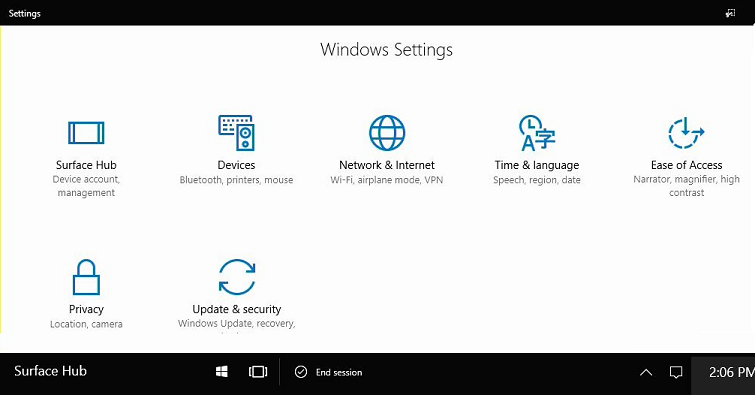 Settings
Windows Settings
Surface Hub
Device account,
management
Devices
Bluetooth, printers, mouse
Network & Internet
Wi-Fi, airplane mode, VPN
Time & language
Speech, region, date
Ease of Access
Narrator, magnifier, high
contrast
Privacy
Location, camera
Update & security
Windows Update, recovery,
Surface Hub
End session
2:06 PM